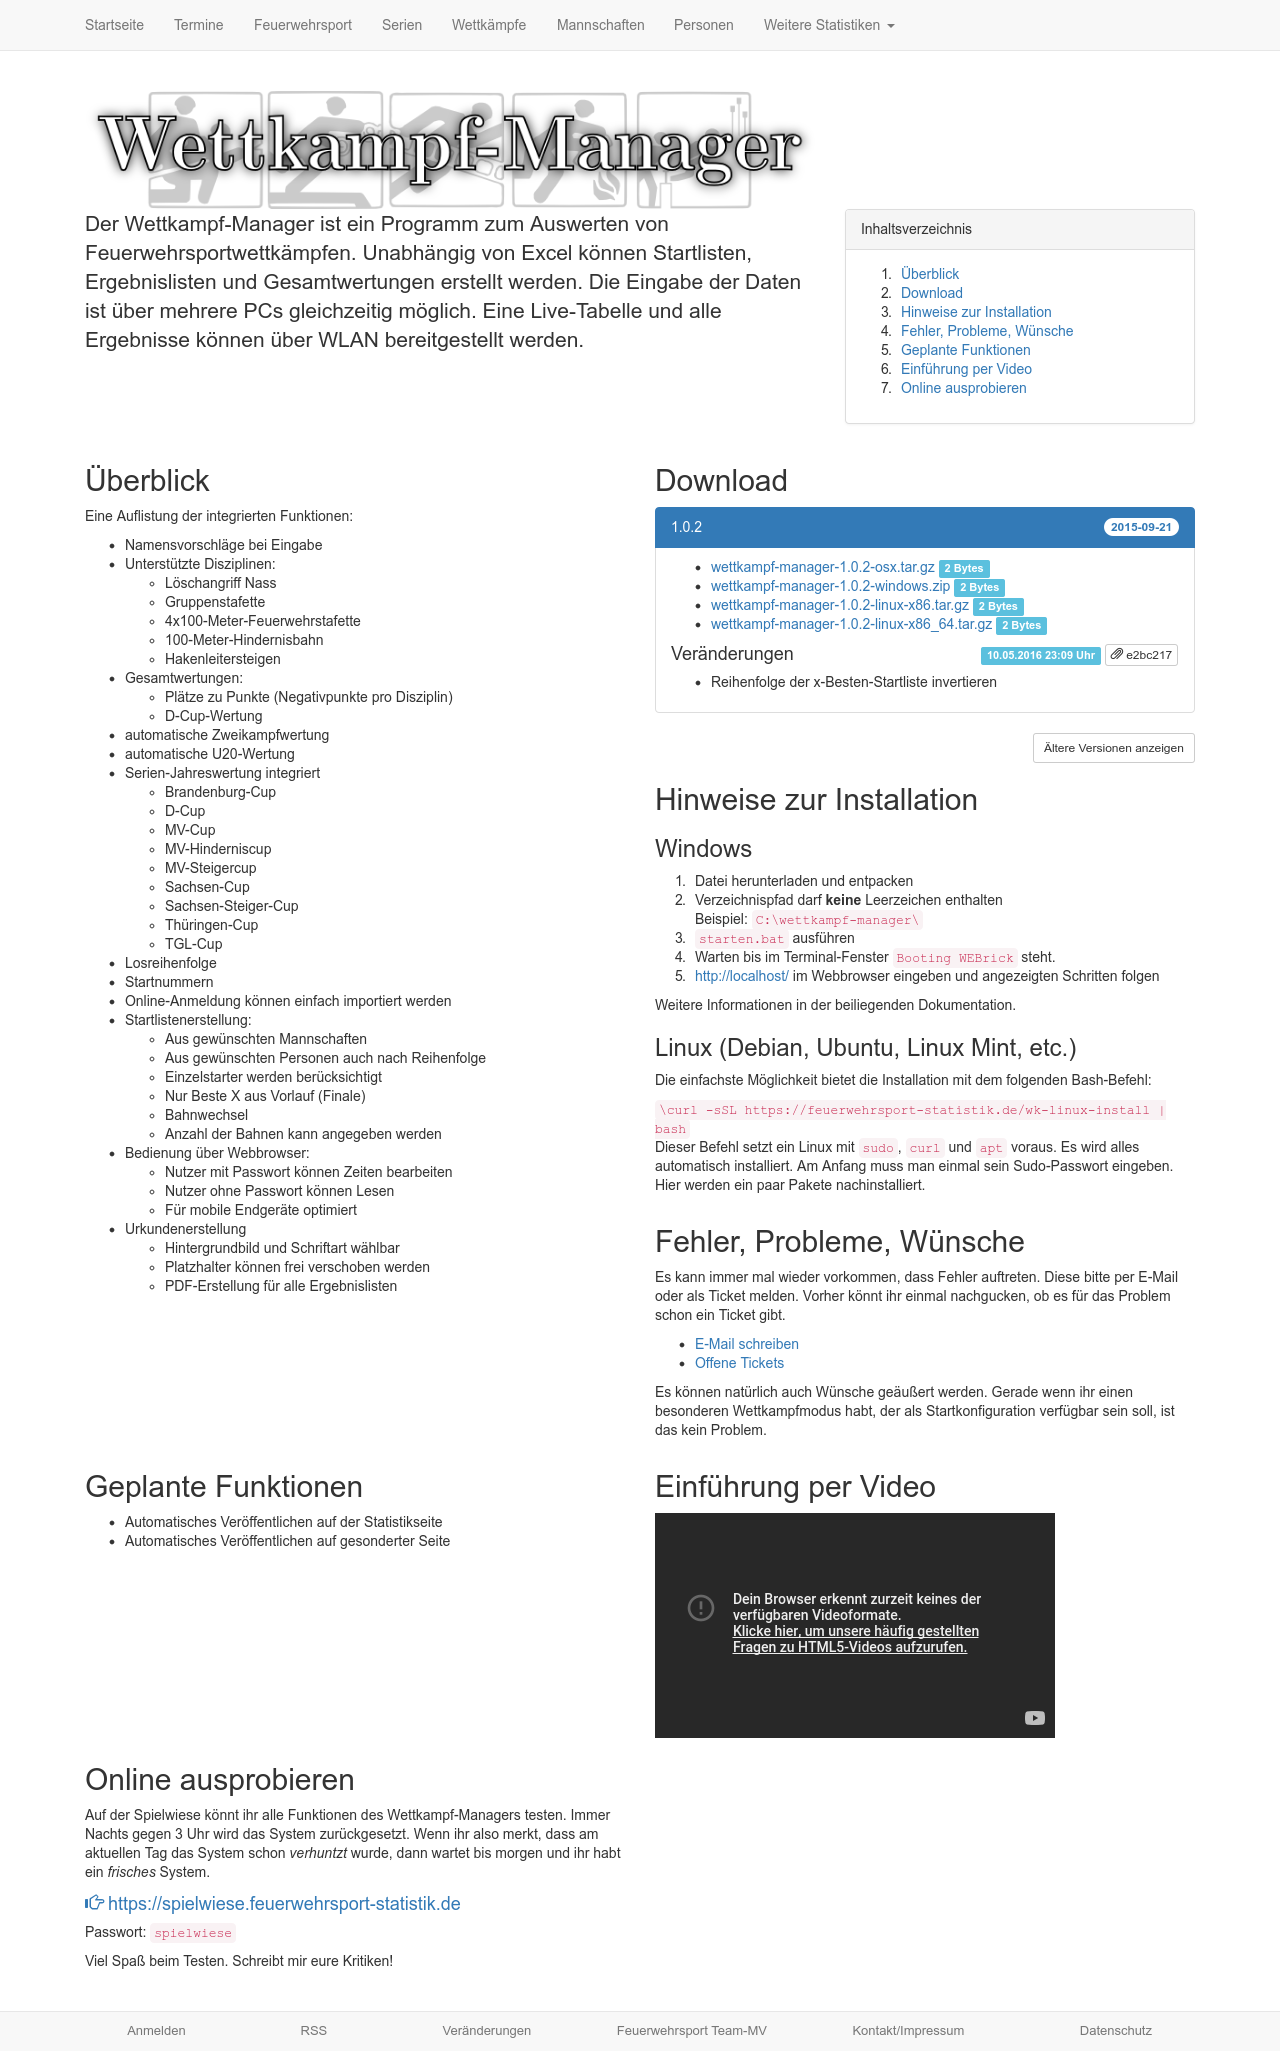 Startseite Termine Feuerwehrsport Serien Wettkämpfe Mannschaften Personen Weitere Statistiken
Wettkampf-Manager
Der Wettkampf-Manager ist ein Programm zum Auswerten von
Feuerwehrsportwettkämpfen. Unabhängig von Excel können Startlisten,
Ergebnislisten und Gesamtwertungen erstellt werden. Die Eingabe der Daten
ist über mehrere PCs gleichzeitig möglich. Eine Live-Tabelle und alle
Ergebnisse können über WLAN bereitgestellt werden.
Inhaltsverzeichnis
1. Überblick
2. Download
3. Hinweise zur Installation
4. Fehler, Probleme, Wünsche
5. Geplante Funktionen
6. Einführung per Video
7. Online ausprobieren
Überblick
Eine Auflistung der integrierten Funktionen:
Namensvorschläge bei Eingabe
Unterstützte Disziplinen:
Löschangriff Nass
Gruppenstafette
4x100-Meter-Feuerwehrstafette
100-Meter-Hindernisbahn
Hakenleitersteigen
Gesamtwertungen:
Plätze zu Punkte (Negativpunkte pro Disziplin)
D-Cup-Wertung
automatische Zweikampfwertung
automatische U20-Wertung
Serien-Jahreswertung integriert
Brandenburg-Cup
D-Cup
MV-Cup
MV-Hinderniscup
MV-Steigercup
Sachsen-Cup
Sachsen-Steiger-Cup
Thüringen-Cup
TGL-Cup
Losreihenfolge
Startnummern
Online-Anmeldung können einfach importiert werden
Startlistenerstellung:
Aus gewünschten Mannschaften
Aus gewünschten Personen auch nach Reihenfolge
Einzelstarter werden berücksichtigt
Nur Beste X aus Vorlauf (Finale)
Bahnwechsel
Anzahl der Bahnen kann angegeben werden
Bedienung über Webbrowser:
Nutzer mit Passwort können Zeiten bearbeiten
Nutzer ohne Passwort können Lesen
Für mobile Endgeräte optimiert
Urkundenerstellung
Hintergrundbild und Schriftart wählbar
Platzhalter können frei verschoben werden
PDF-Erstellung für alle Ergebnislisten
Download
1.0.2 2015-09-21
wettkampf-manager-1.0.2-osx.tar.gz 2 Bytes
wettkampf-manager-1.0.2-windows.zip 2 Bytes
wettkampf-manager-1.0.2-linux-x86.tar.gz 2 Bytes
wettkampf-manager-1.0.2-linux-x86_64.tar.gz 2 Bytes
Veränderungen 10.05.2016 23:09 Uhr e2bc217
Reihenfolge der x-Besten-Startliste invertieren
Ältere Versionen anzeigen
Hinweise zur Installation
Windows
1. Datei herunterladen und entpacken
2. Verzeichnispfad darf keine Leerzeichen enthalten
Beispiel: C:\wettkampf-manager\
3. starten.bat ausführen
4. Warten bis im Terminal-Fenster Booting WEBrick steht.
5. http://localhost/ im Webbrowser eingeben und angezeigten Schritten folgen
Weitere Informationen in der beiliegenden Dokumentation.
Linux (Debian, Ubuntu, Linux Mint, etc.)
Die einfachste Möglichkeit bietet die Installation mit dem folgenden Bash-Befehl:
\curl -sSL https://feuerwehrsport-statistik.de/wk-linux-install |
bash
Dieser Befehl setzt ein Linux mit sudo, curl und apt voraus. Es wird alles
automatisch installiert. Am Anfang muss man einmal sein Sudo-Passwort eingeben.
Hier werden ein paar Pakete nachinstalliert.
Fehler, Probleme, Wünsche
Es kann immer mal wieder vorkommen, dass Fehler auftreten. Diese bitte per E-Mail
oder als Ticket melden. Vorher könnt ihr einmal nachgucken, ob es für das Problem
schon ein Ticket gibt.
E-Mail schreiben
Offene Tickets
Es können natürlich auch Wünsche geäußert werden. Gerade wenn ihr einen
besonderen Wettkampfmodus habt, der als Startkonfiguration verfügbar sein soll, ist
das kein Problem.
Geplante Funktionen
Automatisches Veröffentlichen auf der Statistikseite
Automatisches Veröffentlichen auf gesonderter Seite
Einführung per Video
Dein Browser erkennt zurzeit keines der
verfügbaren Videoformate.
Klicke hier, um unsere häufig gestellten
Fragen zu HTML5-Videos aufzurufen.
Online ausprobieren
Auf der Spielwiese könnt ihr alle Funktionen des Wettkampf-Managers testen. Immer
Nachts gegen 3 Uhr wird das System zurückgesetzt. Wenn ihr also merkt, dass am
aktuellen Tag das System schon verhuntzt wurde, dann wartet bis morgen und ihr habt
ein frisches System.
https://spielwiese.feuerwehrsport-statistik.de
Passwort: spielwiese
Viel Spaß beim Testen. Schreibt mir eure Kritiken!
Anmelden RSS Veränderungen Feuerwehrsport Team-MV Kontakt/Impressum Datenschutz